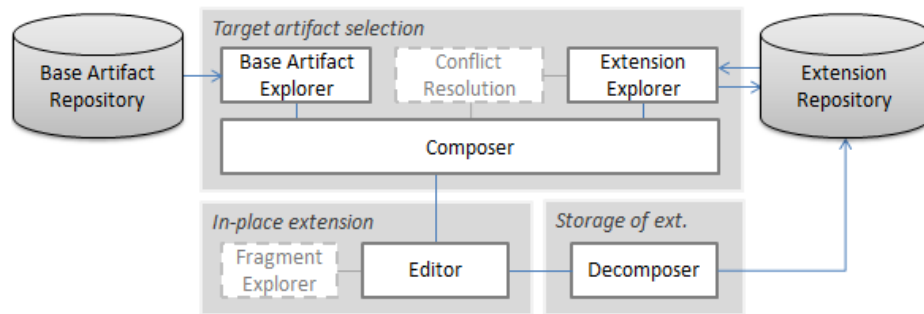 Target artifact selection
Base Artifact
Repository
Base Artifact
Explorer
Conflict
Resolution
Extension
Explorer
Extension
Repository
Composer
In-place extension
Fragment
Explorer
Editor
Storage of ext.
Decomposer